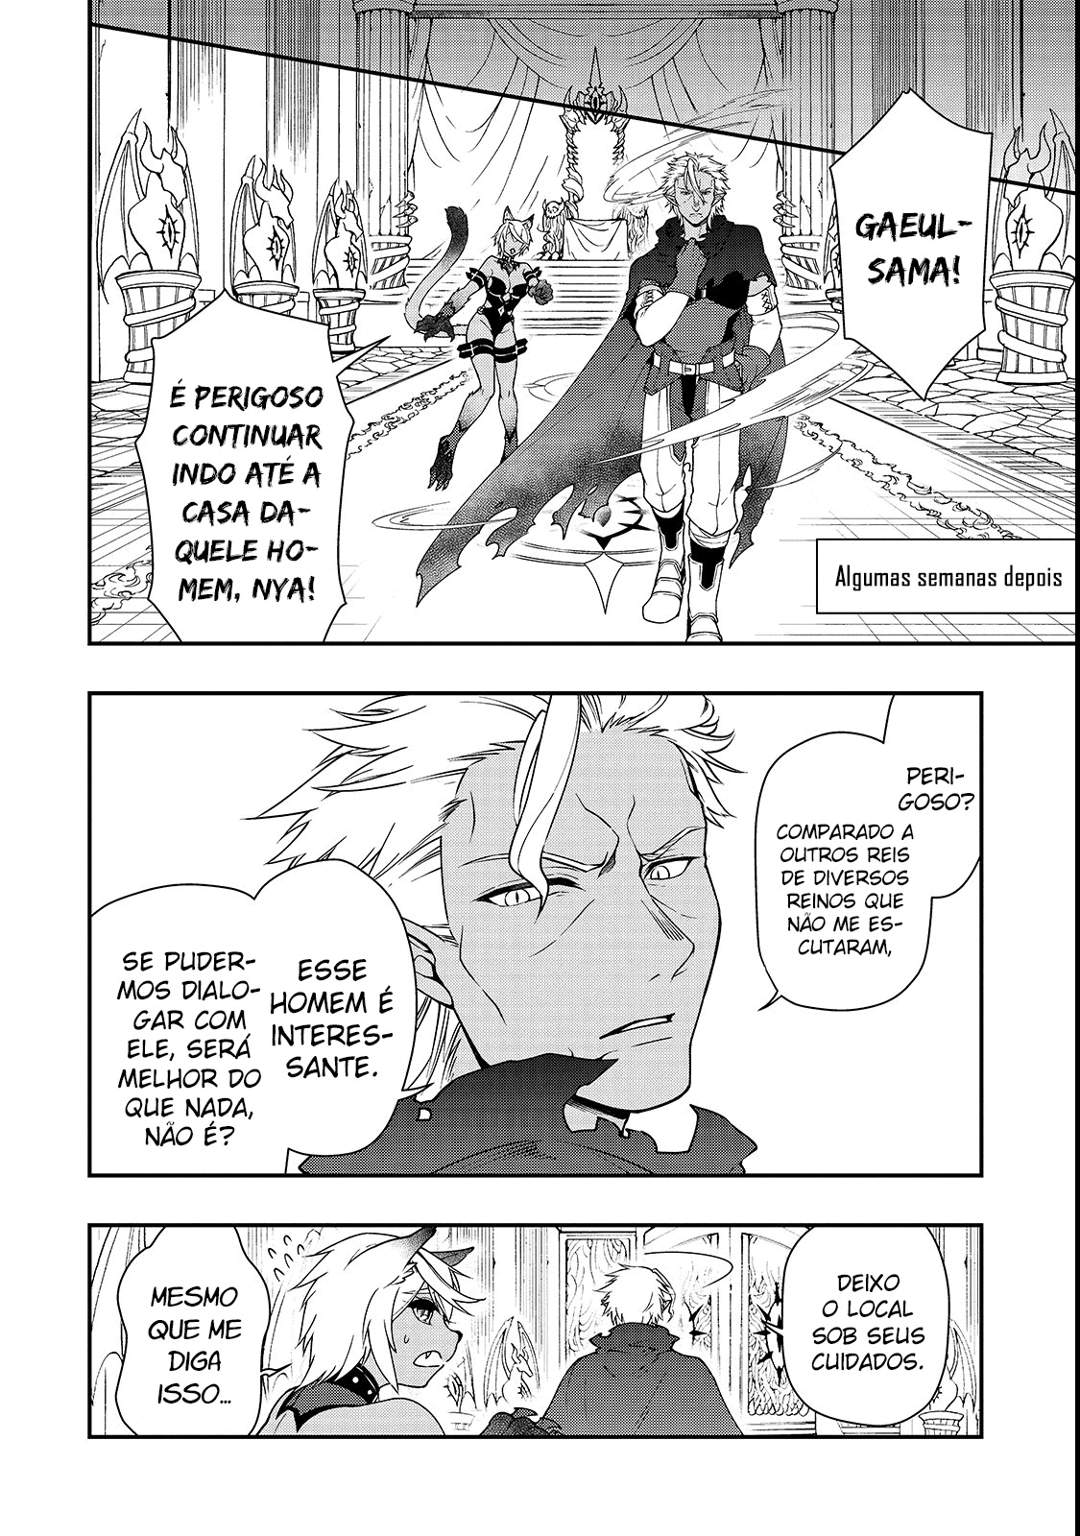 GAEUL-
SAMA!
Algumas semanas depois
É PERIGOSO
CONTINUAR
INDO ATÉ A
CASA DA-
QUELE HO-
MEM, NYA!
PERI-
GOSO?
COMPARADO A
OUTROS REIS
DE DIVERSOS
REINOS QUE
NÃO ME ES-
CUTARAM,
ESSE
HOMEM É
INTERES-
SANTE.
SE PUDER-
MOS DIALO-
GAR COM
ELE, SERÁ
MELHOR DO
QUE NADA,
NÃO É?
DEIXO
O LOCAL
SOB SEUS
CUIDADOS.
MESMO
QUE ME
DIGA
ISSO...